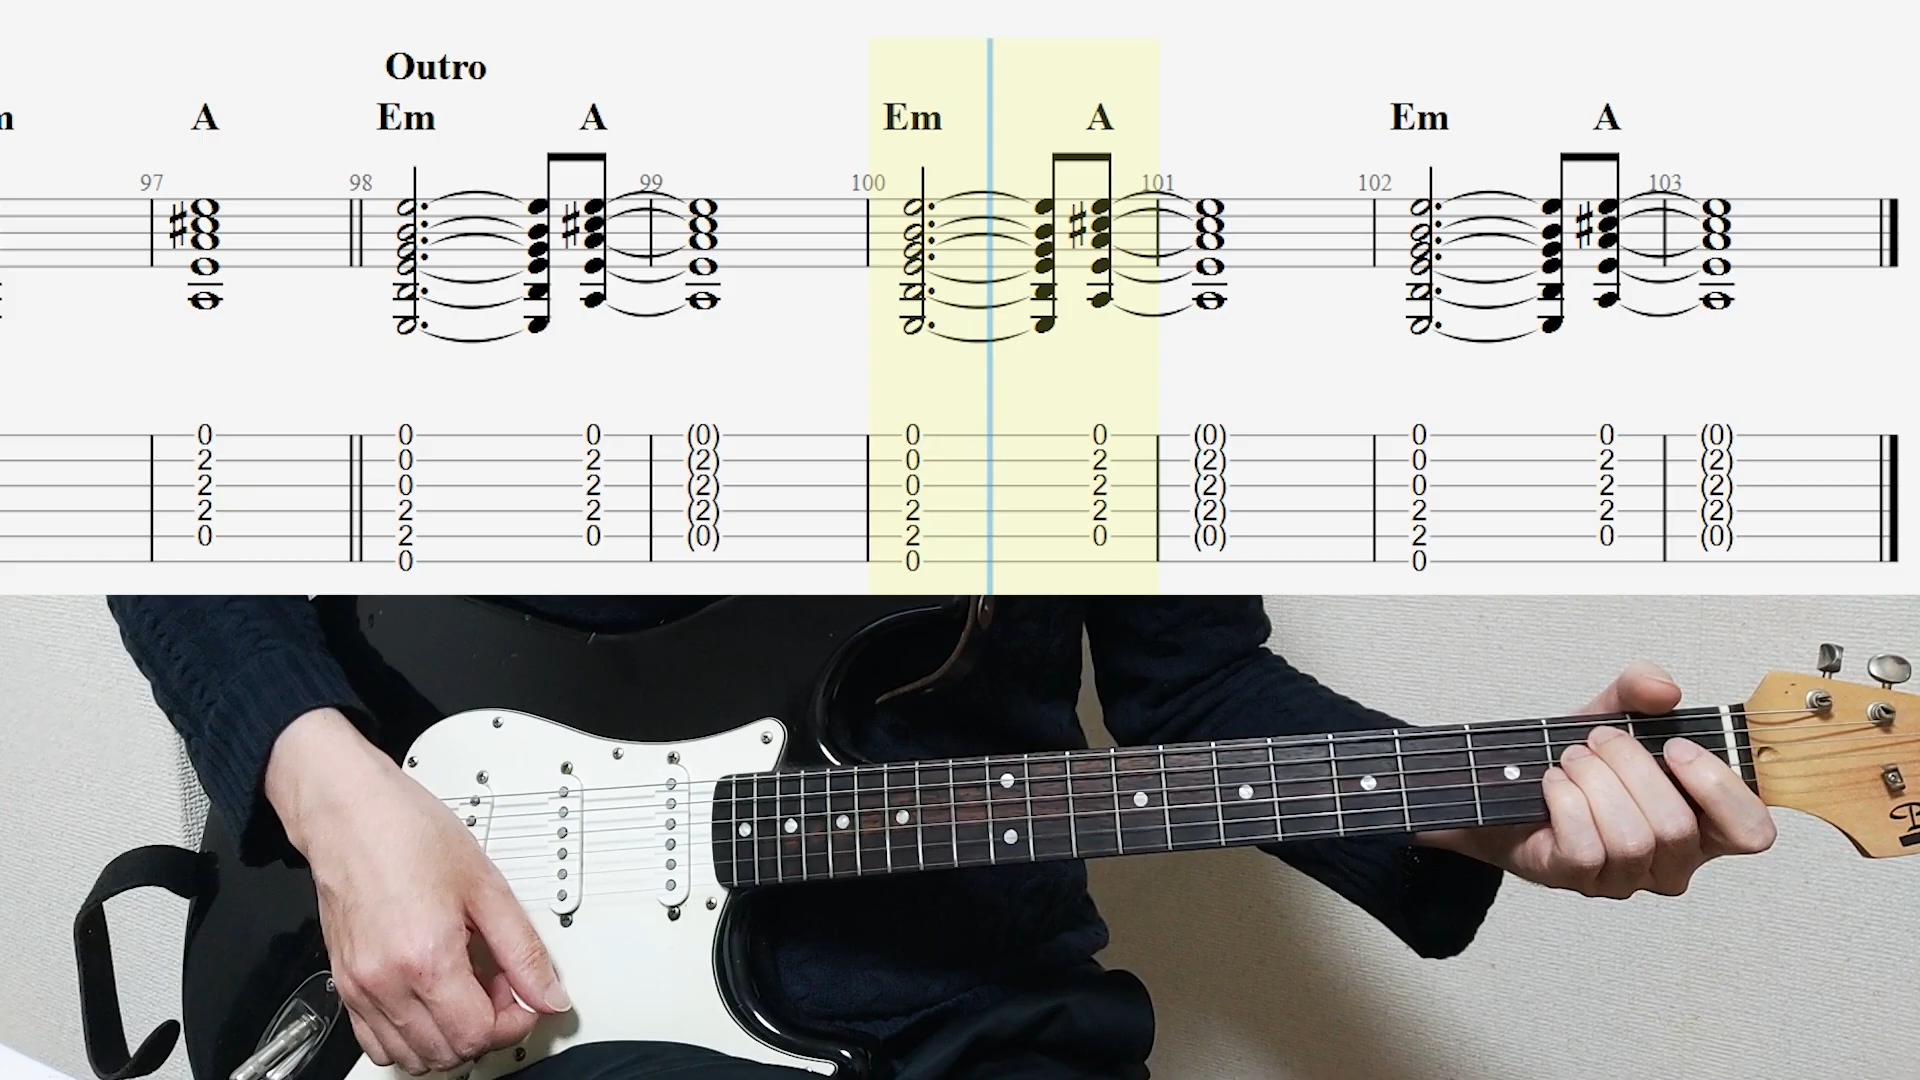 Outro
m A Em A Em A Em A
97 98 99 100 101 102 103
0 0 0 (0) 0 0 (0) 0 0 (0)
2 0 2 (2) 0 2 (2) 0 2 (2)
2 0 2 (2) 0 2 (2) 0 2 (2)
2 2 2 (2) 2 2 (2) 2 2 (2)
0 2 0 (0) 2 0 (0) 2 0 (0)
0 0 0